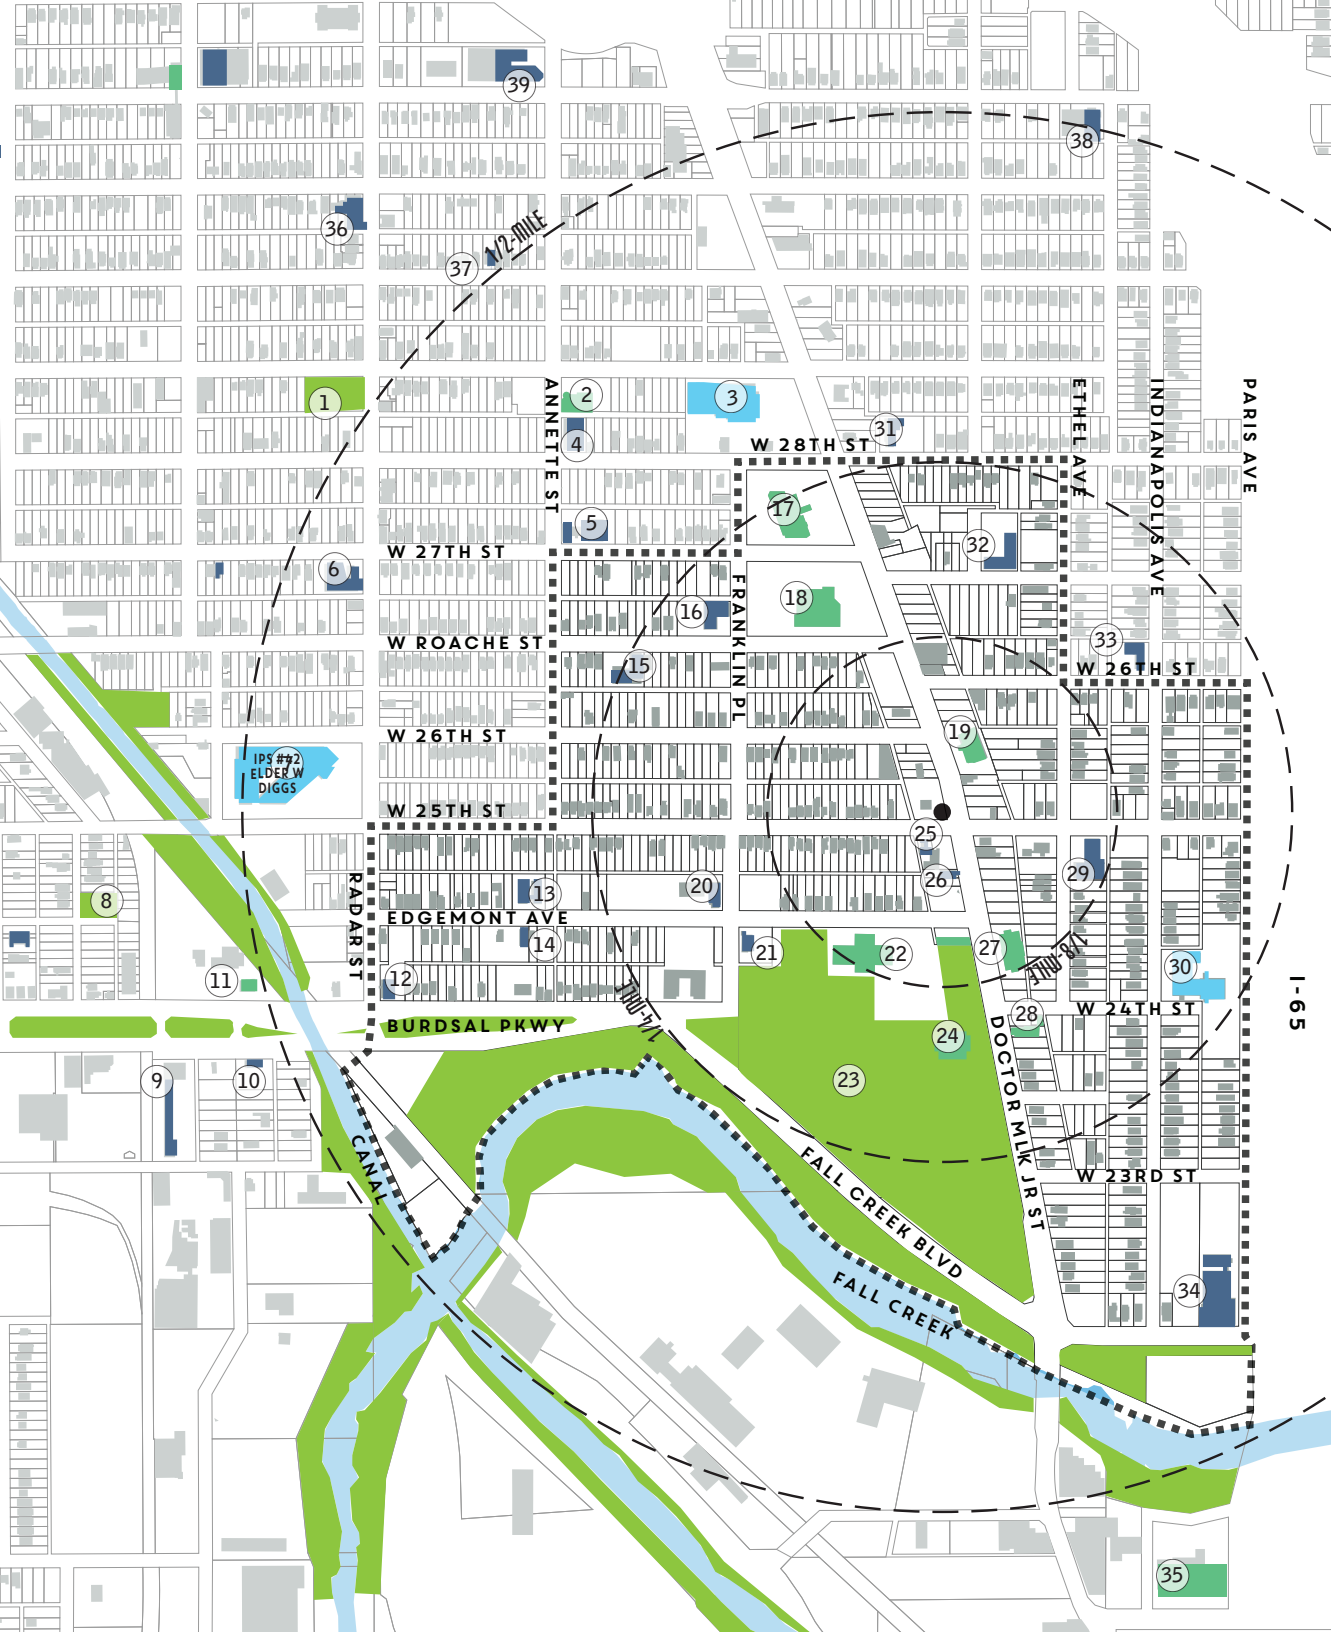 39
38
36
1/2-MILE
37
1
2
3
4
31
ANNETTE ST
W 28TH ST
ETHEL AVE
INDIANAPOLIS AVE
PARIS AVE
17
5
32
W 27TH ST
6
16
18
FRANKLIN PL
W ROACHE ST
15
33
W 26TH ST
W 26TH ST
19
7
IPS #42
ELDER W
DIGGS
W 25TH ST
25
RADAR ST
13
20
26
29
8
EDGEMONT AVE
14
21
22
27
1/8-MILE
30
11
12
1/4-MILE
I-65
W 24TH ST
28
BURDSAL PKWY
24
DOCTOR MLK JR ST
9
10
23
CANAL
FALL CREEK BLVD
W 23RD ST
FALL CREEK
34
35